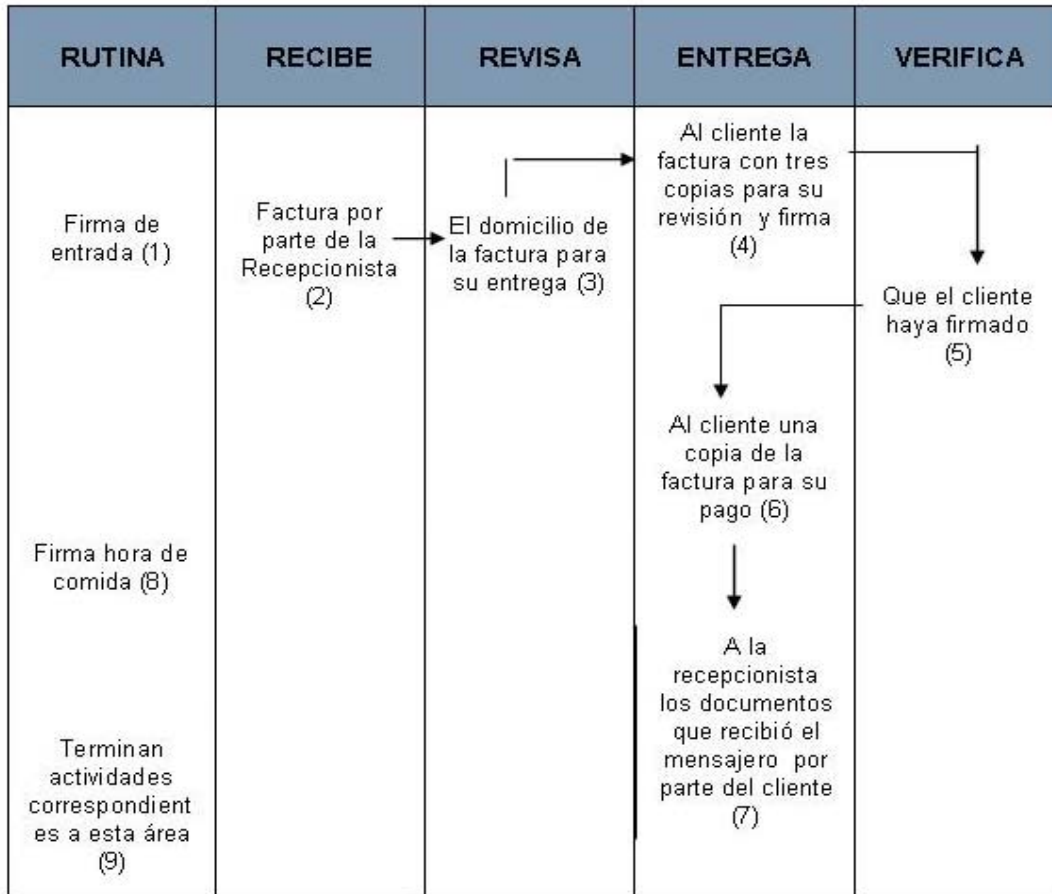 RUTINA
RECIBE
REVISA
ENTREGA
VERIFICA
Firma de
entrada (1)
Firma hora de
comida (8)
Terminan
actividades
correspondient
es a esta área
(9)
Factura por
parte de la
Recepcionista
(2)
El domicilio de
la factura para
su entrega (3)
Al cliente la
factura con tres
copias para su
revisión y firma
(4)
Al cliente una
copia de la
factura para su
pago (6)
A la
recepcionista
los documentos
que recibió el
mensajero por
parte del cliente
(7)
Que el cliente
haya firmado
(5)